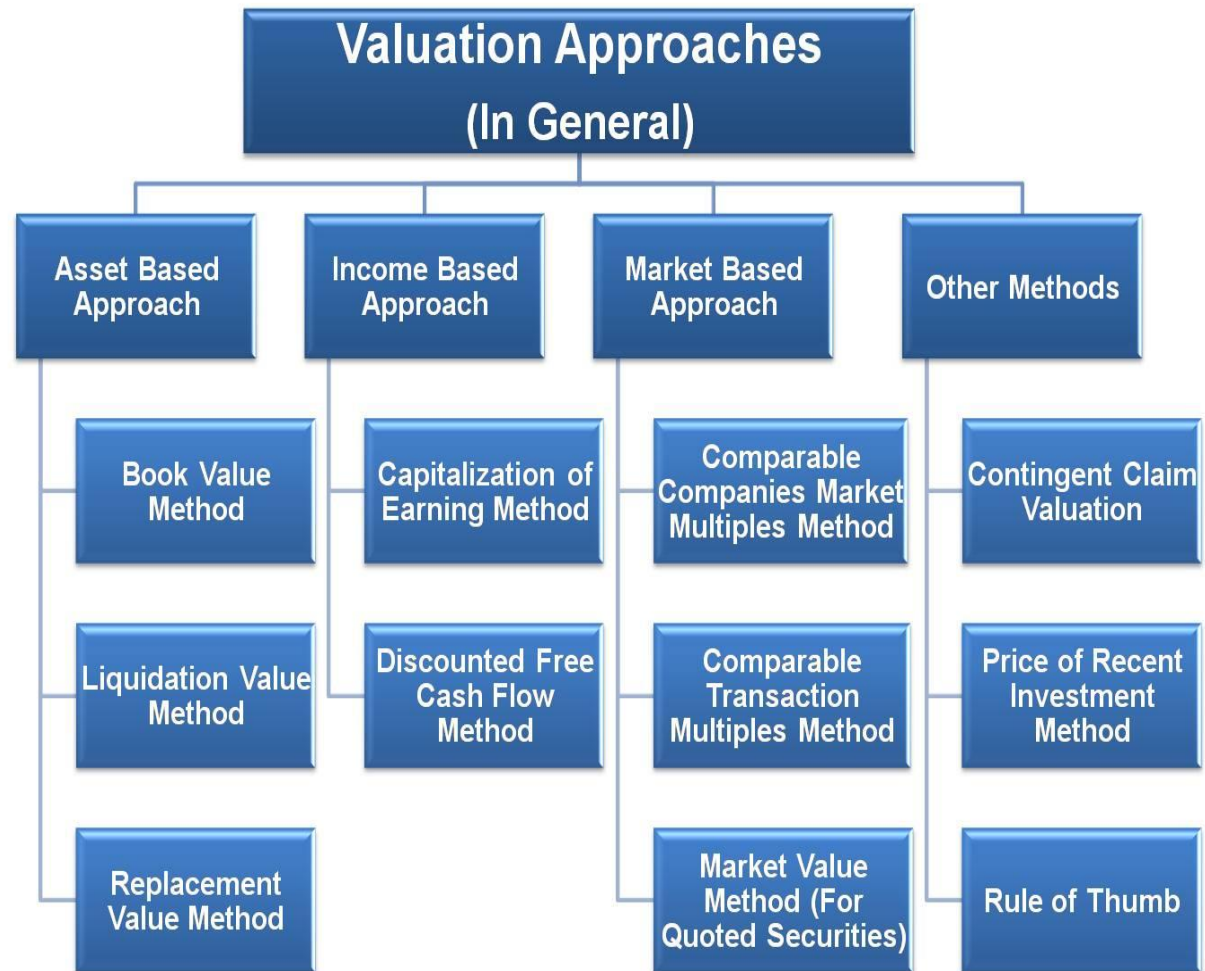 Valuation Approaches
(In General)
Asset Based
Approach
Income Based
Approach
Market Based
Approach
Other Methods
Book Value
Method
Capitalization of
Earning Method
Comparable
Companies Market
Multiples Method
Contingent Claim
Valuation
Liquidation Value
Method
Discounted Free
Cash Flow
Method
Comparable
Transaction
Multiples Method
Price of Recent
Investment
Method
Replacement
Value Method
Market Value
Method (For
Quoted Securities)
Rule of Thumb